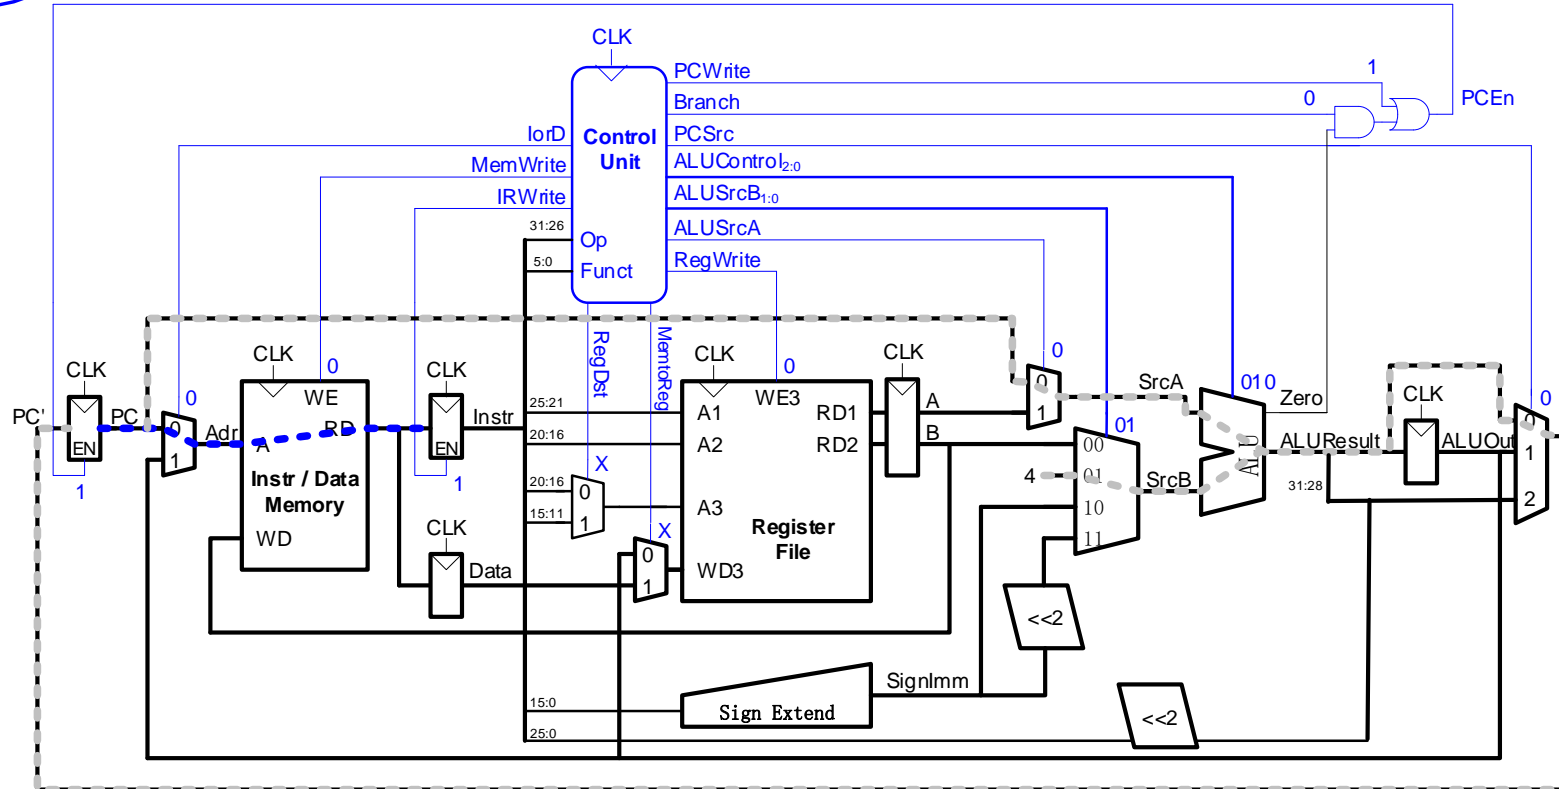 CLK
PCWrite
1
Branch
0
PCEn
PCSrc
IorD
Control
Unit
MemWrite
ALUControl2:0
IRWrite
ALUSrcB1:0
31:26
Op
ALUSrcA
5:0
Funct
RegWrite
RegDst
MemtoReg
CLK
CLK
CLK
CLK
CLK
0
0
0
0
PC'
PC
EN
1
0
1
Adr
A
WE
RD
Instr / Data
Memory
WD
EN
1
Instr
25:21
20:16
A1
A2
WE3
RD1
RD2
A
B
0
1
SrcA
010
Zero
CLK
0
01
00
01
10
11
4
SrcB
ALU
ALUResult
31:28
ALUOut
0
1
2
X
20:16
15:11
0
1
A3
Register
File
X
CLK
Data
0
1
WD3
<<2
SignImm
15:0
Sign Extend
<<2
25:0